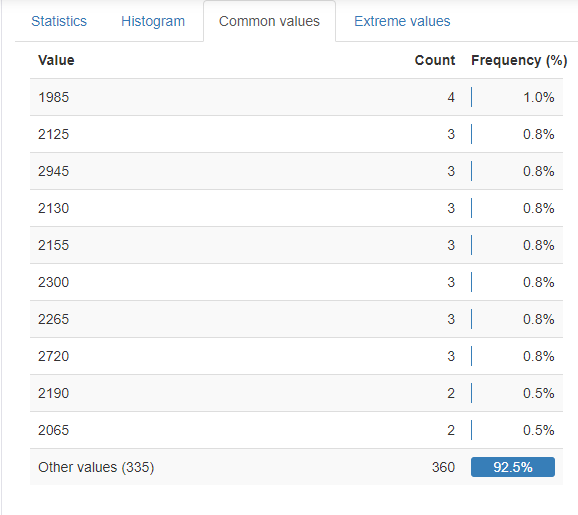 Statistics Histogram Common values Extreme values
Value Count Frequency (%)
1985 4 1.0%
2125 3 0.8%
2945 3 0.8%
2130 3 0.8%
2155 3 0.8%
2300 3 0.8%
2265 3 0.8%
2720 3 0.8%
2190 2 0.5%
2065 2 0.5%
Other values (335) 360 92.5%